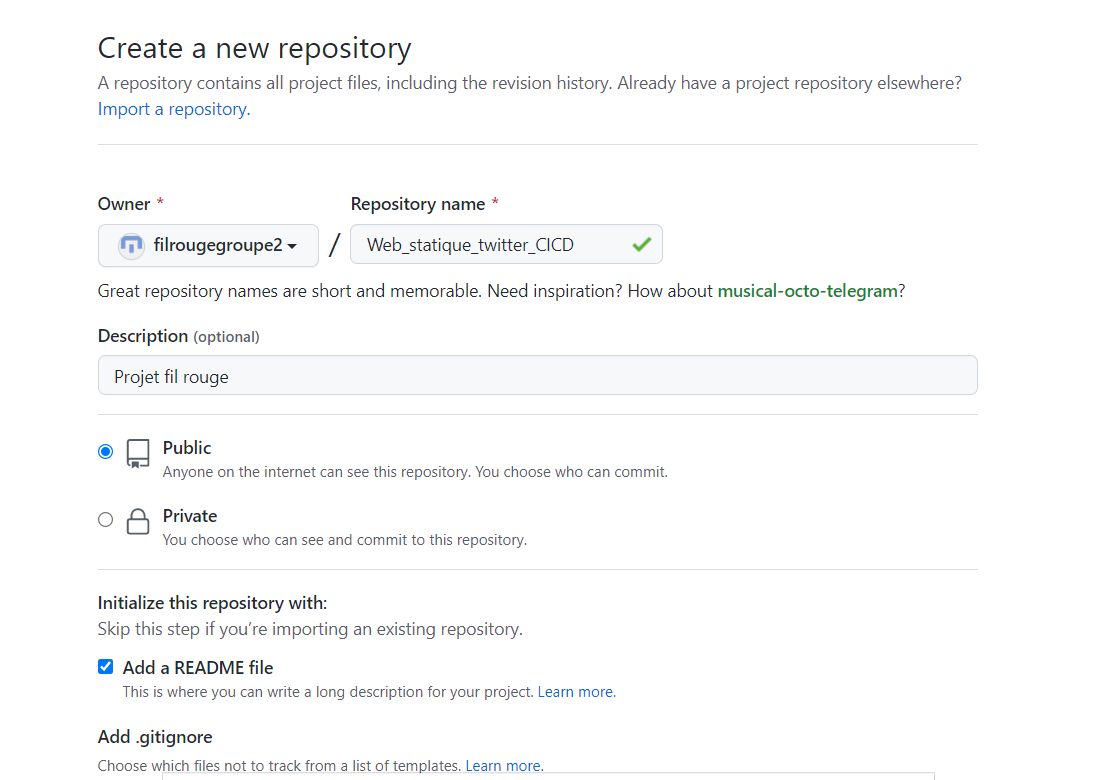 Create a new repository
A repository contains all project files, including the revision history. Already have a project repository elsewhere?
Import a repository.
Owner * Repository name *
filrougegroupe2 / Web_statique_twitter_CICD
Great repository names are short and memorable. Need inspiration? How about musical-octo-telegram?
Description (optional)
Projet fil rouge
Public
Anyone on the internet can see this repository. You choose who can commit.
Private
You choose who can see and commit to this repository.
Initialize this repository with:
Skip this step if you’re importing an existing repository.
Add a README file
This is where you can write a long description for your project. Learn more.
Add .gitignore
Choose which files not to track from a list of templates. Learn more.